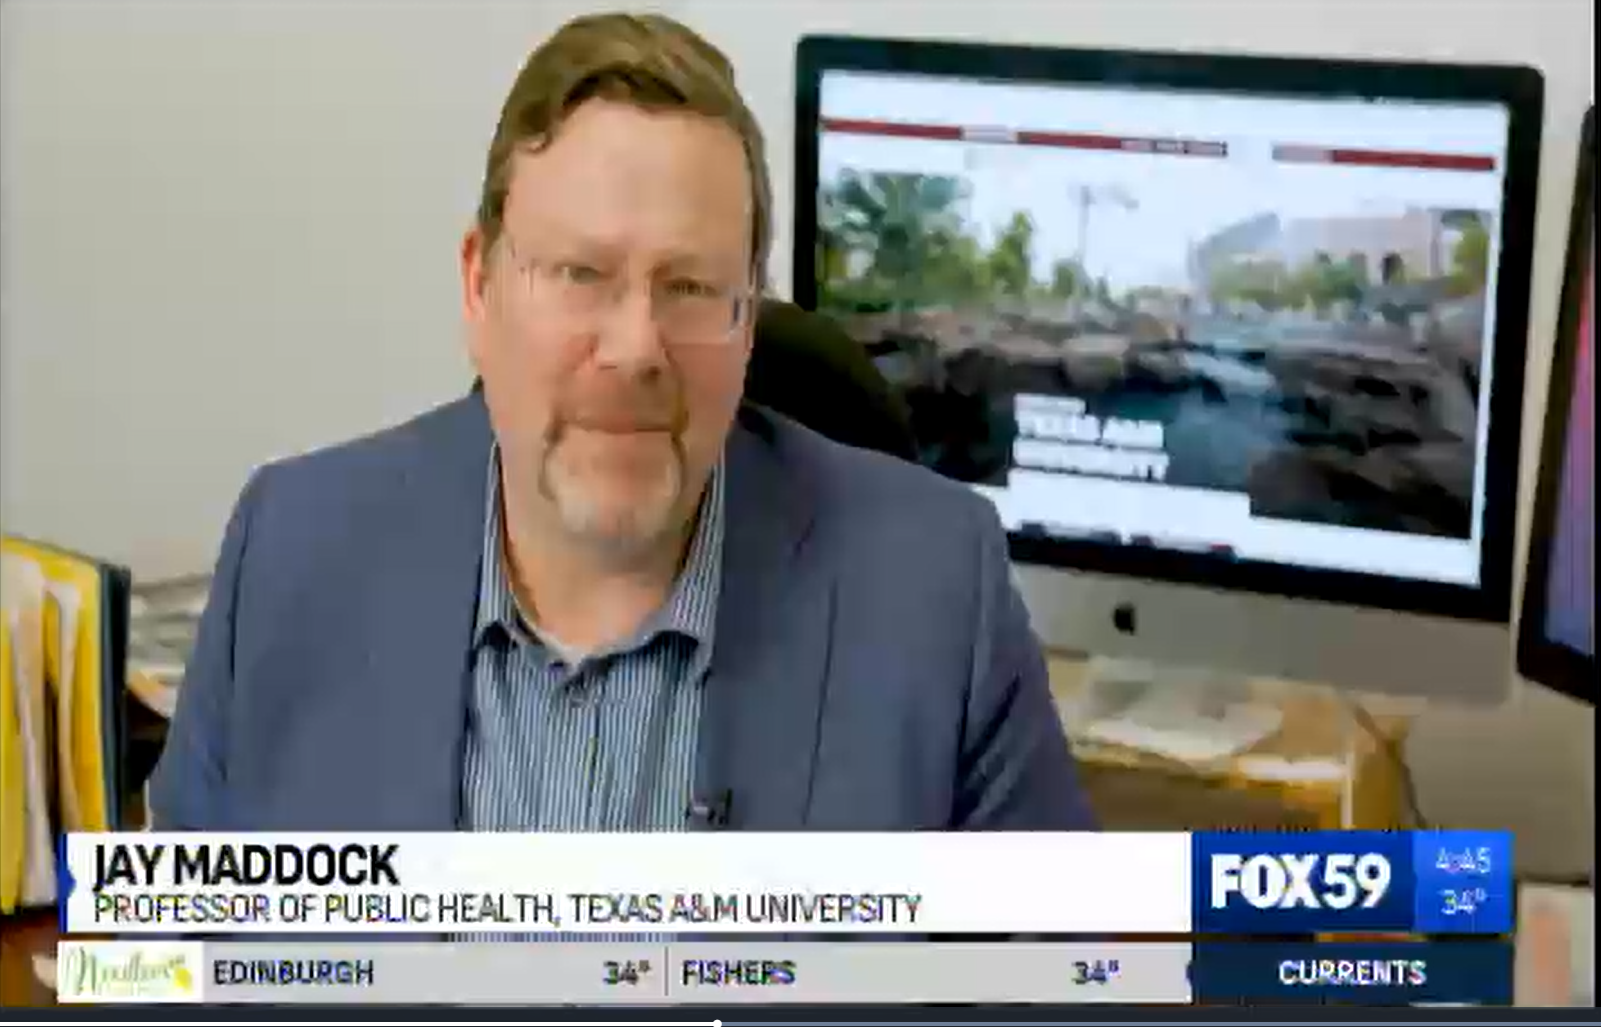 TEXAS A&M
UNIVERSITY
JAY MADDOCK
PROFESSOR OF PUBLIC HEALTH, TEXAS A&M UNIVERSITY
FOX59
4:45
34°
EDINBURGH 34° FISHERS 34°
CURRENTS